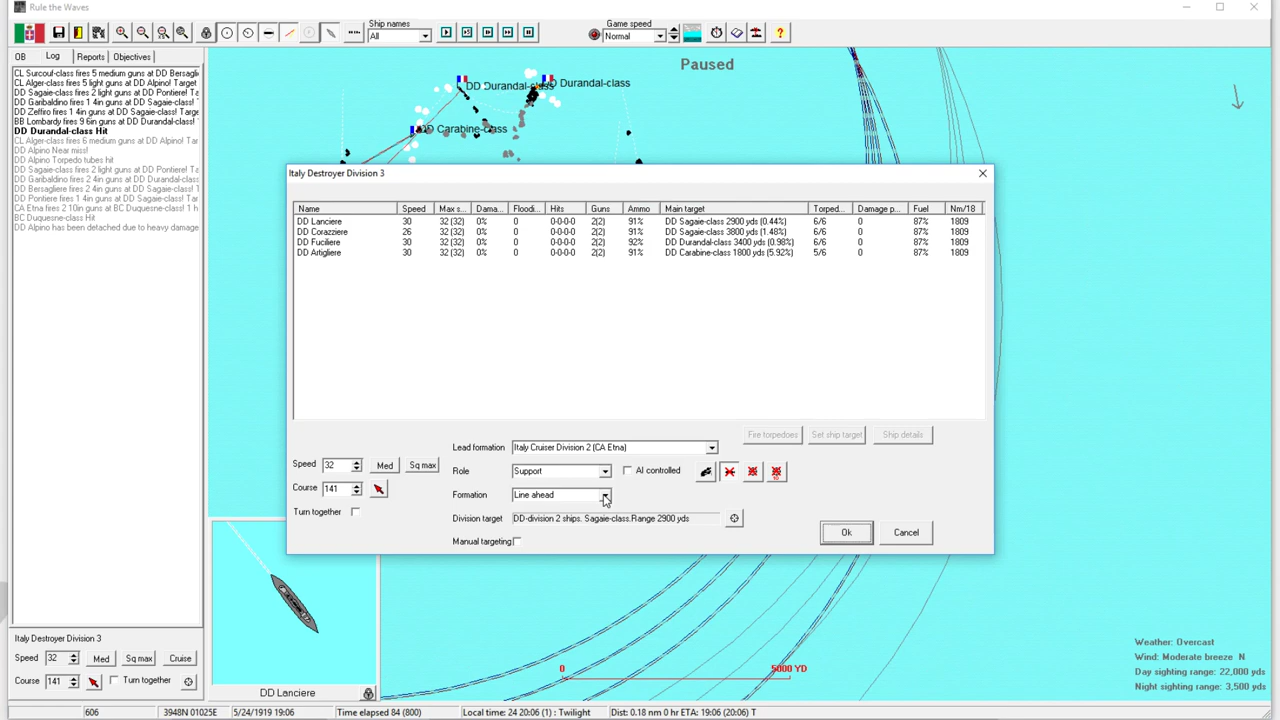 Rule the Waves
Ship names
All
Game speed
Normal
OB Log Reports Objectives
Paused
CL Surcouf-class fires 5 medium guns at DD Bersagli
CL Alger-class fires 5 light guns at DD Alpino! Target
DD Sagaie-class fires 2 light guns at DD Pontiere! Ta
DD Garibaldino fires 1 4in guns at DD Sagaie-class!
DD Zeffiro fires 1 4in guns at DD Sagaie-class! Targe
BB Lombardy fires 9 6in guns at DD Durandal-class!
DD Durandal-class Hit
CL Alger-class fires 6 medium guns at DD Alpino! Tar
DD Alpino Near miss!
DD Alpino Torpedo tubes hit
DD Sagaie-class fires 2 light guns at DD Pontiere! Ta
DD Garibaldino fires 2 4in guns at DD Durandal-class
DD Bersagliere fires 2 4in guns at DD Sagaie-class! T
DD Pontiere fires 1 4in guns at DD Sagaie-class! Targ
CA Etna fires 2 10in guns at BC Duquesne-class! 1 h
BC Duquesne-class Hit
DD Alpino has been detached due to heavy damage
DD Durandal-class
DD Durandal-class
DD Carabine-class
Italy Destroyer Division 3
Name Speed Max s... Dama... Floodi... Hits Guns Ammo Main target Torped... Damage p... Fuel Nm/18
DD Lanciere 30 32 (32) 0% 0 0-0-0-0 2(2) 91% DD Sagaie-class 2900 yds (0.44%) 6/6 0 87% 1809
DD Corazziere 26 32 (32) 0% 0 0-0-0-0 2(2) 91% DD Sagaie-class 3800 yds (1.48%) 6/6 0 87% 1809
DD Fuciliere 30 32 (32) 0% 0 0-0-0-0 2(2) 92% DD Durandal-class 3400 yds (0.98%) 6/6 0 87% 1809
DD Artigliere 30 32 (32) 0% 0 0-0-0-0 2(2) 91% DD Carabine-class 1800 yds (5.92%) 5/6 0 87% 1809
Fire torpedoes Set ship target Ship details
Lead formation Italy Cruiser Division 2 (CA Etna)
Speed 32 Med Sq max
Role Support AI controlled
10
Course 141
Formation Line ahead
Turn together
Division target DD-division 2 ships. Sagaie-class.Range 2900 yds
Manual targeting
Ok Cancel
Italy Destroyer Division 3
Speed 32 Med Sq max Cruise
Course 141 Turn together
DD Lanciere
0 5000 YD
Weather: Overcast
Wind: Moderate breeze N
Day sighting range: 22,000 yds
Night sighting range: 3,500 yds
606 3948N 01025E 5/24/1919 19:06 Time elapsed 84 (800) Local time: 24 20:06 (1) : Twilight Dist: 0.18 nm 0 hr ETA: 19:06 (20:06) T